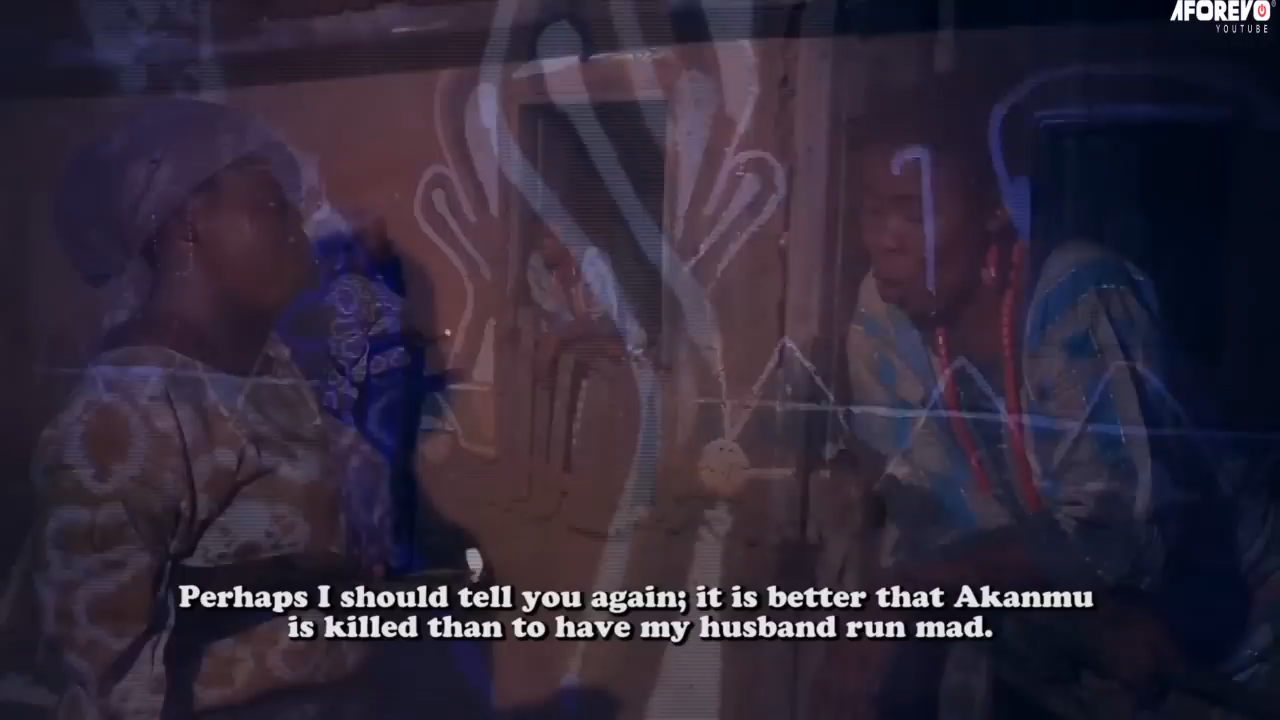 AFOREVO
YOUTUBE
Perhaps I should tell you again; it is better that Akanmu
is killed than to have my husband run mad.